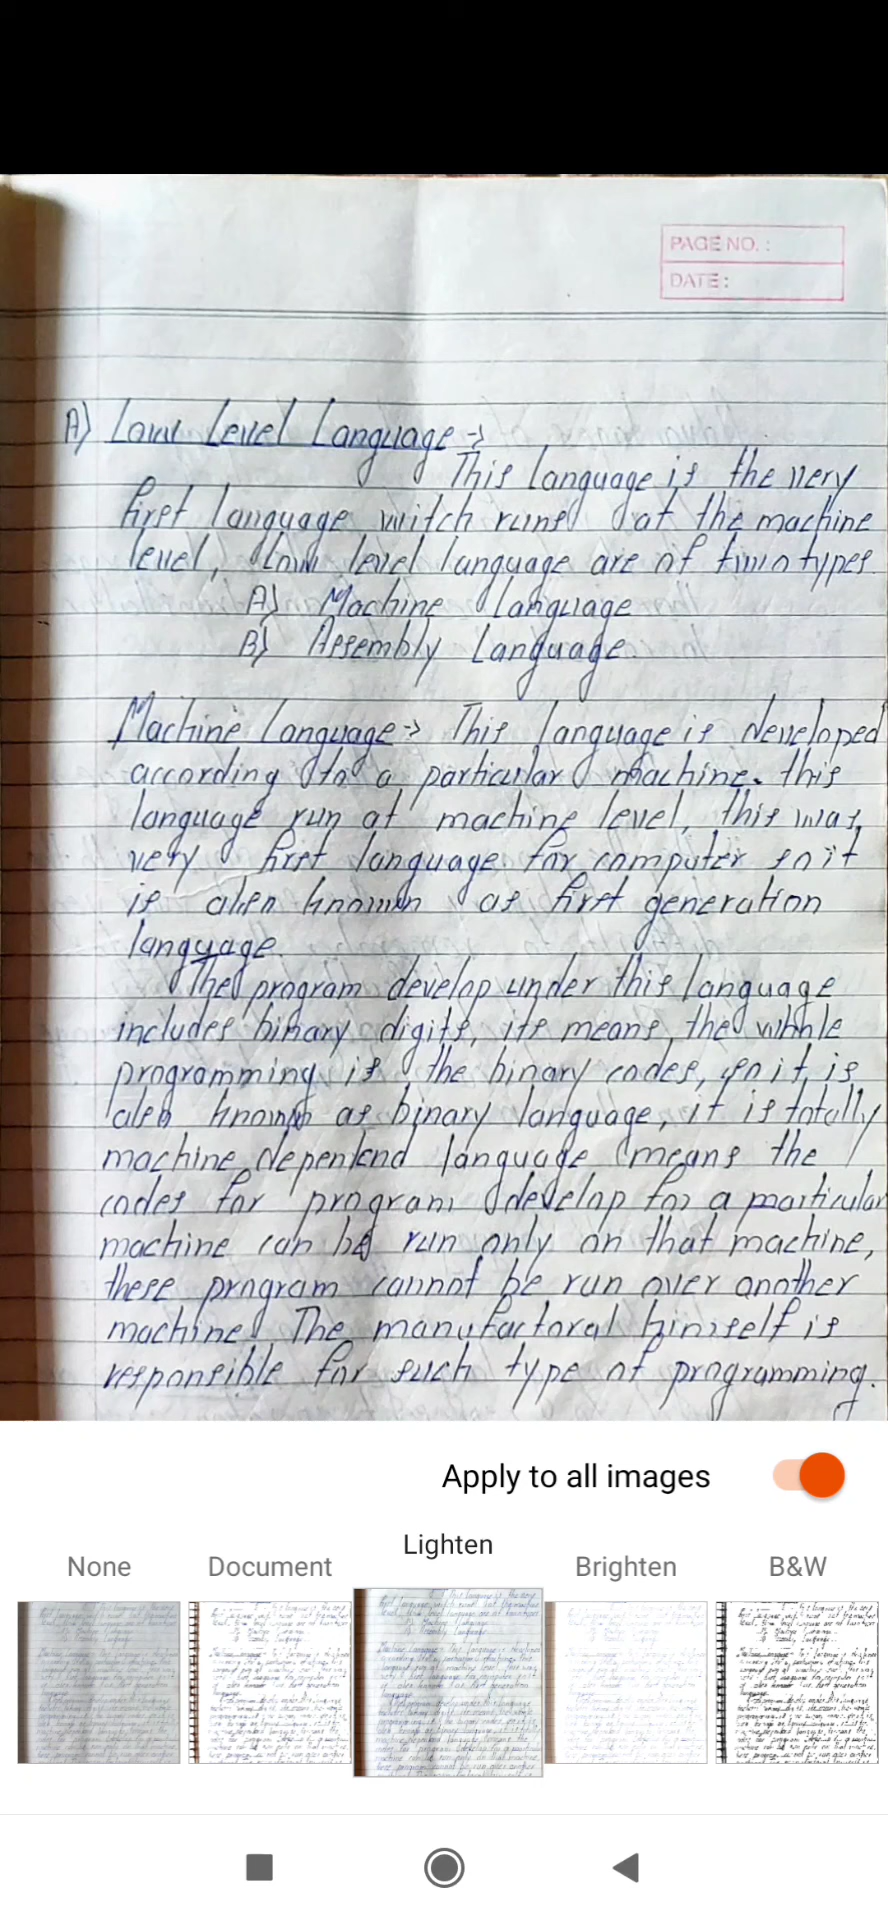 PAGE NO. :
DATE :
A) Low Level Language →
This language is the very
first language witch runs at the machine
level, Low level language are of two types
A) Machine Language
B) Assembly Language.
Machine Language → This language is developed
according to a particular machine. this
language run at machine level, this was
very first language for computer so it
is also known as first generation
language.
The program develop under this language
includes binary digits, its means the whole
programming is the binary codes, so it is
also known as binary language, it is totally
machine dependend language means the
codes for program develop for a particular
machine can be run only on that machine,
these program cannot be run over another
machine. The manufactoral himself is
responsible for such type of programming.
Apply to all images
None
Document
Lighten
Brighten
B&W